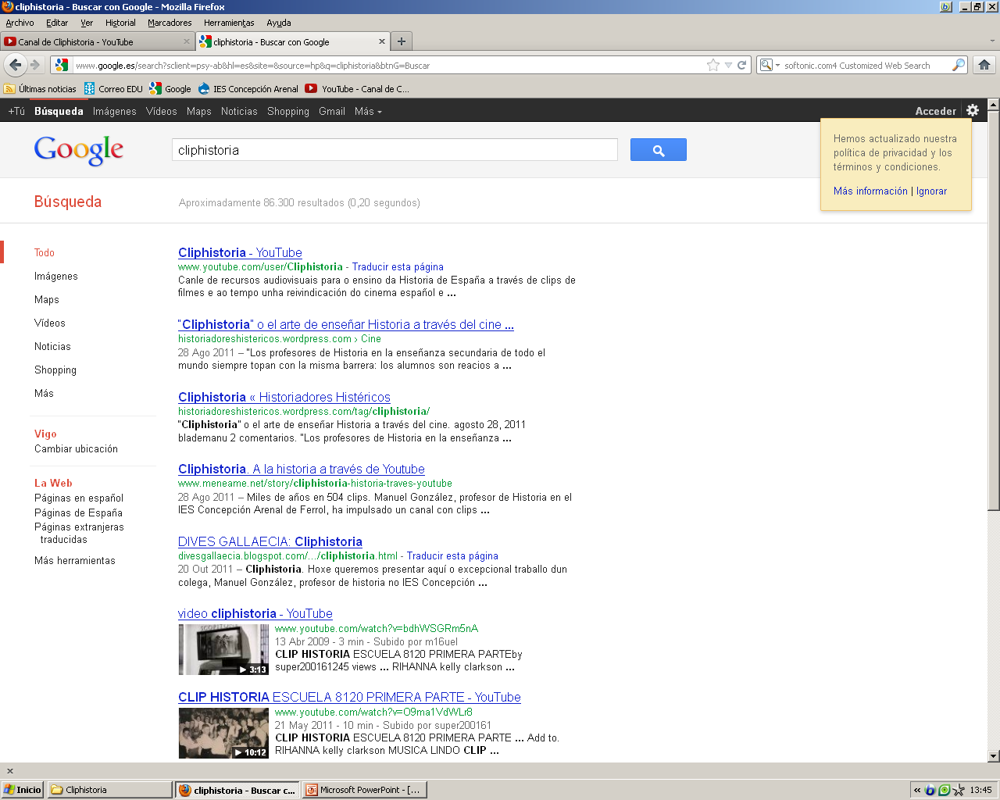 cliphistoria - Buscar con Google - Mozilla Firefox
Archivo Editar Ver Historial Marcadores Herramientas Ayuda
Canal de Cliphistoria - YouTube
cliphistoria - Buscar con Google
www.google.es/search?sclient=psy-ab&hl=es&site=&source=hp&q=cliphistoria&btnG=Buscar
softonic.com4 Customized Web Search
Últimas noticias Correo EDU Google IES Concepción Arenal YouTube - Canal de C...
+Tú Búsqueda Imágenes Vídeos Maps Noticias Shopping Gmail Más Acceder
Google
cliphistoria
Hemos actualizado nuestra
política de privacidad y los
términos y condiciones.
Más información | Ignorar
Búsqueda
Aproximadamente 86.300 resultados (0,20 segundos)
Todo
Imágenes
Maps
Vídeos
Noticias
Shopping
Más
Vigo
Cambiar ubicación
La Web
Páginas en español
Páginas de España
Páginas extranjeras
traducidas
Más herramientas
Cliphistoria - YouTube
www.youtube.com/user/Cliphistoria - Traducir esta página
Canle de recursos audiovisuais para o ensino da Historia de España a través de clips de
filmes e ao tempo unha reivindicación do cinema español e ...
"Cliphistoria" o el arte de enseñar Historia a través del cine ...
historiadoreshistericos.wordpress.com › Cine
28 Ago 2011 – "Los profesores de Historia en la enseñanza secundaria de todo el
mundo siempre topan con la misma barrera: los alumnos son reacios a ...
Cliphistoria « Historiadores Histéricos
historiadoreshistericos.wordpress.com/tag/cliphistoria/
"Cliphistoria" o el arte de enseñar Historia a través del cine. agosto 28, 2011
blademanu 2 comentarios. "Los profesores de Historia en la enseñanza ...
Cliphistoria. A la historia a través de Youtube
www.meneame.net/story/cliphistoria-historia-traves-youtube
28 Ago 2011 – Miles de años en 504 clips. Manuel González, profesor de Historia en el
IES Concepción Arenal de Ferrol, ha impulsado un canal con clips ...
DIVES GALLAECIA: Cliphistoria
divesgallaecia.blogspot.com/.../cliphistoria.html - Traducir esta página
20 Out 2011 – Cliphistoria. Hoxe queremos presentar aquí o excepcional traballo dun
colega, Manuel González, profesor de historia no IES Concepción ...
video cliphistoria - YouTube
www.youtube.com/watch?v=bdhWSGRm5nA
13 Abr 2009 - 3 min - Subido por m16uel
CLIP HISTORIA ESCUELA 8120 PRIMERA PARTEby
super200161245 views ... RIHANNA kelly clarkson ...
3:13
CLIP HISTORIA ESCUELA 8120 PRIMERA PARTE - YouTube
www.youtube.com/watch?v=O9ma1VdWLr8
21 May 2011 - 10 min - Subido por super200161
CLIP HISTORIA ESCUELA 8120 PRIMERA PARTE ... Add to.
RIHANNA kelly clarkson MUSICA LINDO CLIP ...
10:12
Inicio Cliphistoria cliphistoria - Buscar c... Microsoft PowerPoint - [... 13:45